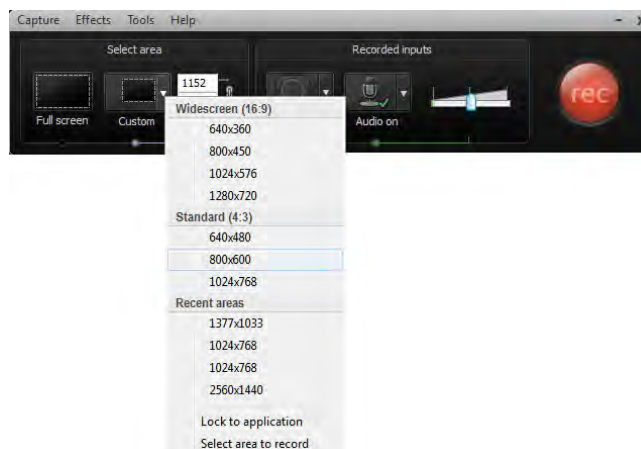 Capture Effects Tools Help
Select area
Recorded inputs
1152
Full screen
Custom
Audio on
rec
Widescreen (16:9)
640x360
800x450
1024x576
1280x720
Standard (4:3)
640x480
800x600
1024x768
Recent areas
1377x1033
1024x768
1024x768
2560x1440
Lock to application
Select area to record